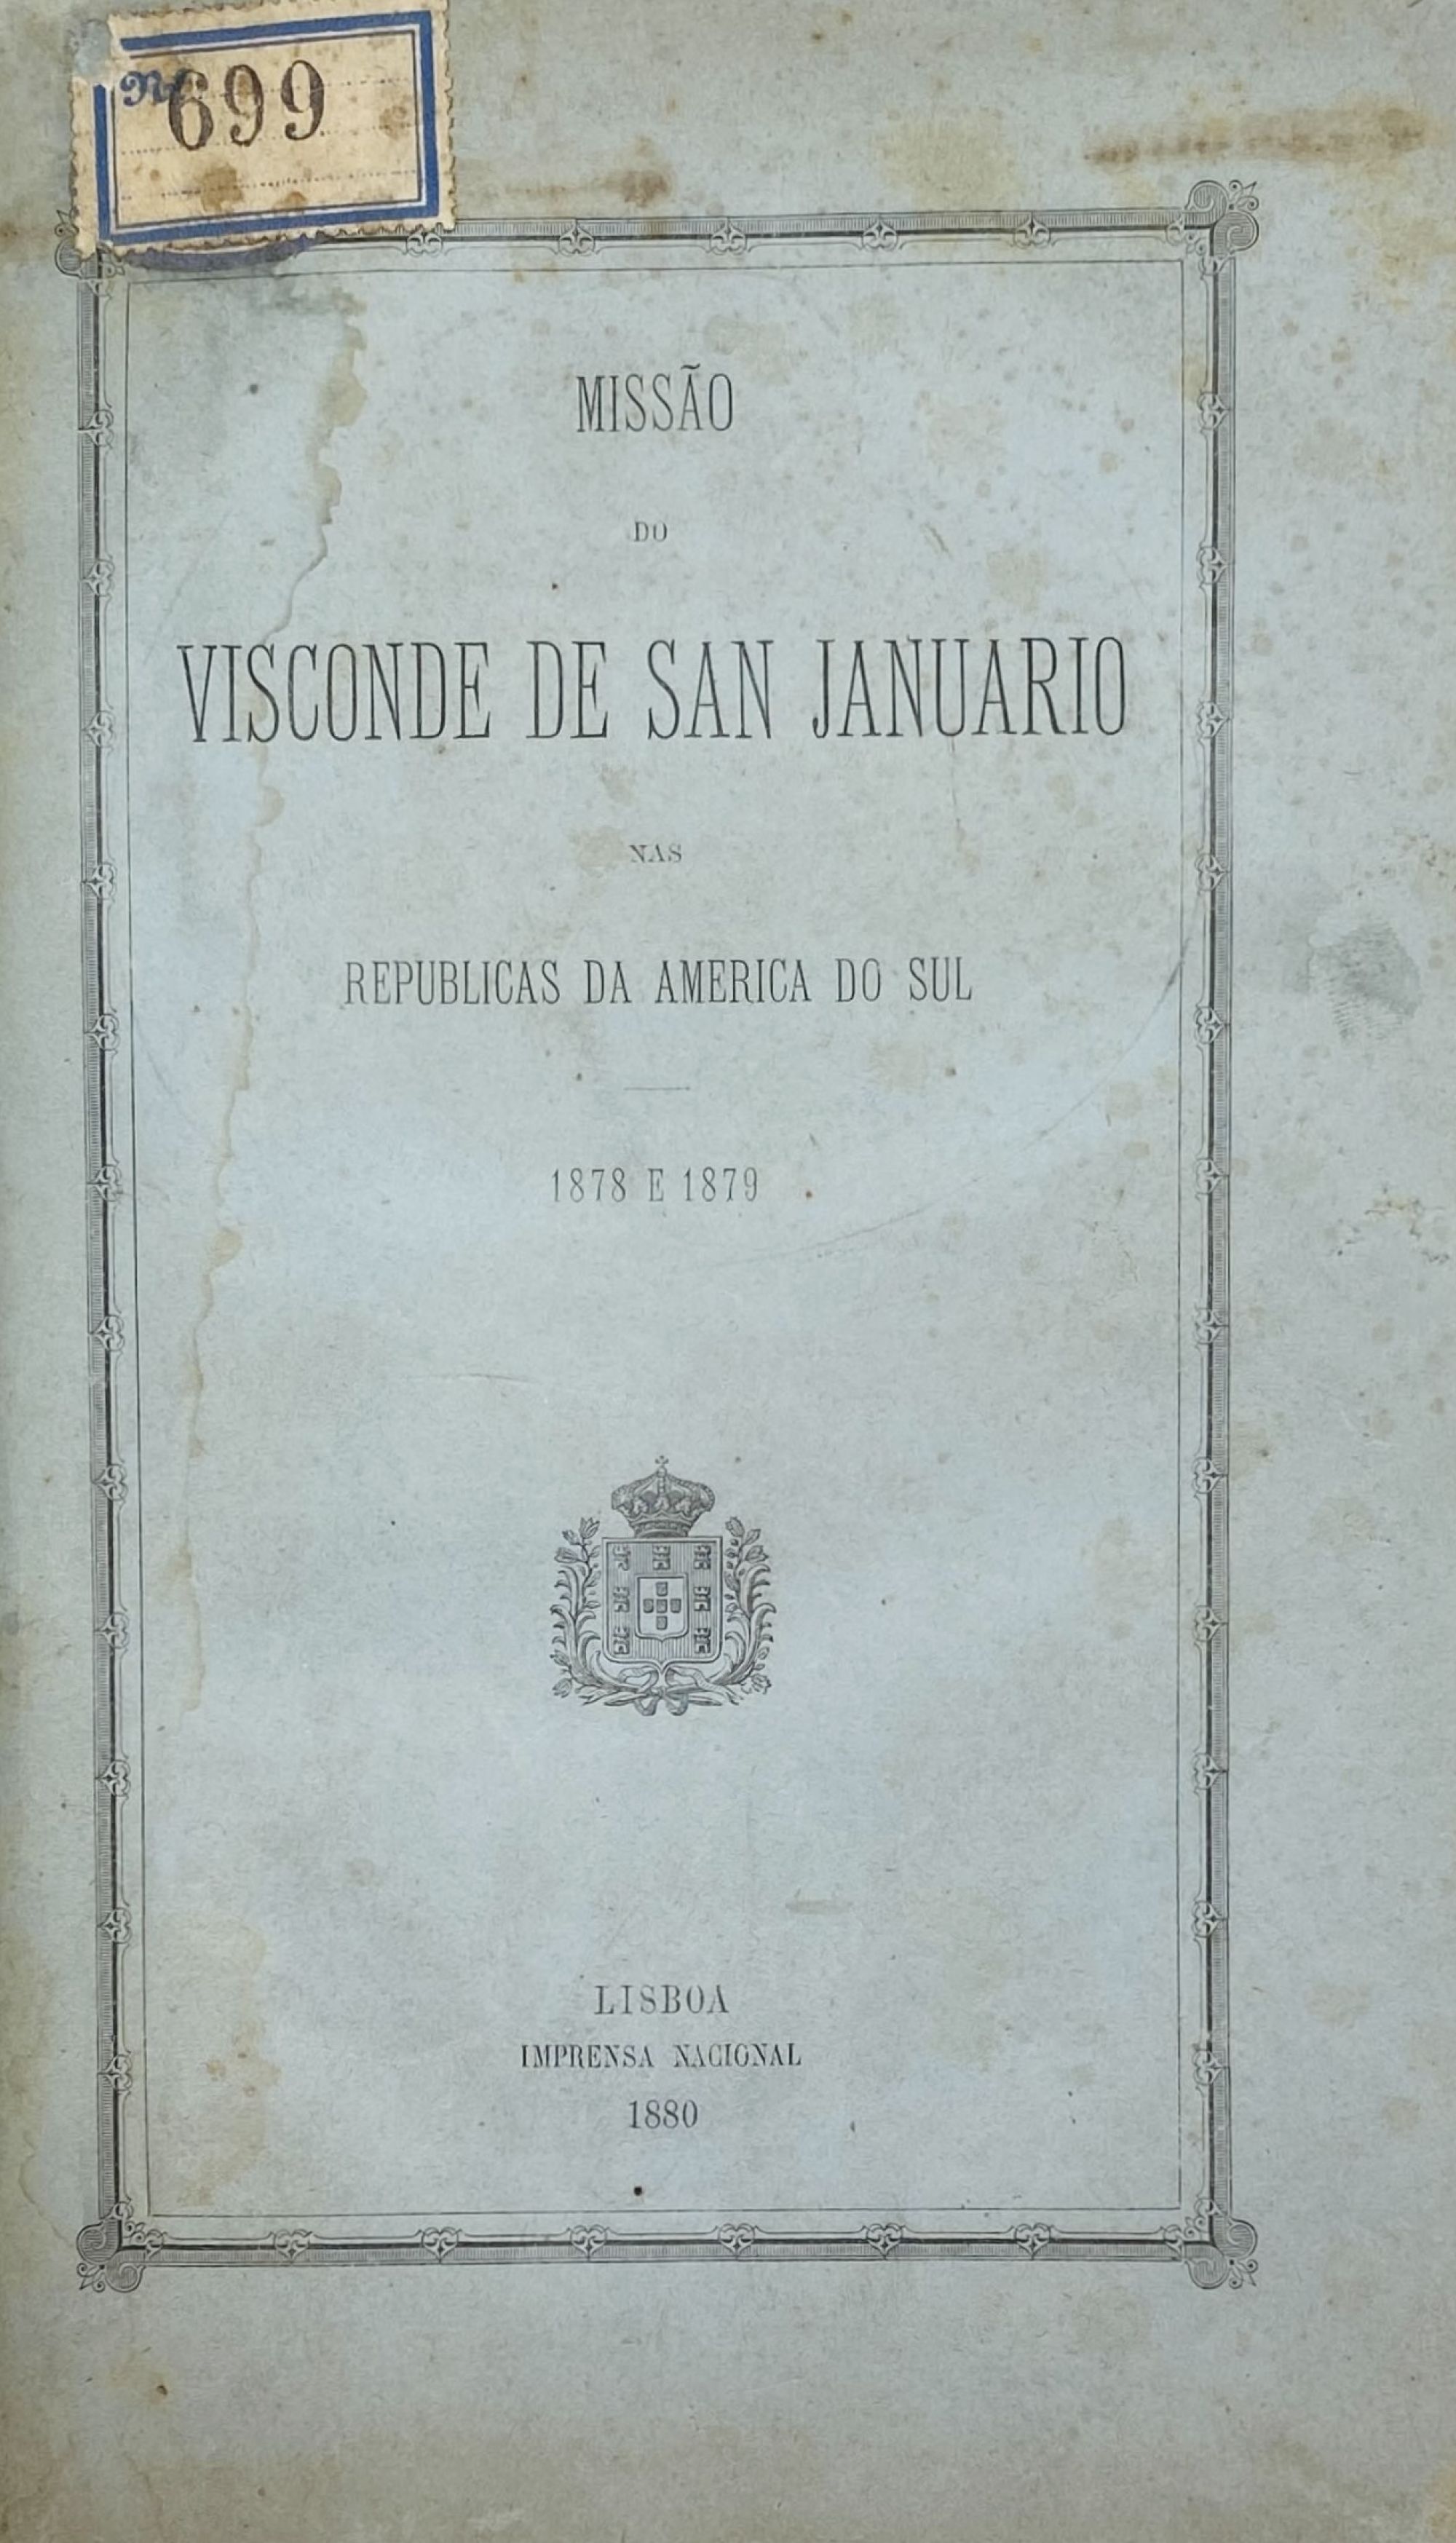 Nº 699
MISSÃO
DO
VISCONDE DE SAN JANUARIO
NAS
REPUBLICAS DA AMERICA DO SUL
1878 E 1879
LISBOA
IMPRENSA NACIONAL
1880